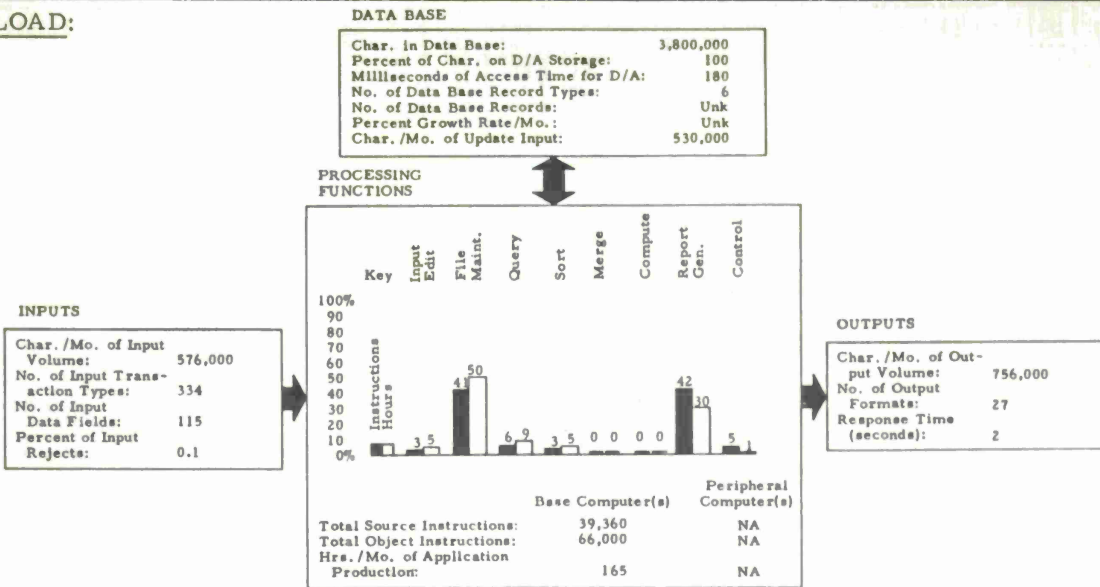 LOAD:
DATA BASE
Char. in Data Base: 3,800,000
Percent of Char. on D/A Storage: 100
Milliseconds of Access Time for D/A: 180
No. of Data Base Record Types: 6
No. of Data Base Records: Unk
Percent Growth Rate/Mo.: Unk
Char. /Mo. of Update Input: 530,000
PROCESSING
FUNCTIONS
Key
Input
Edit
File
Maint.
Query
Sort
Merge
Compute
Report
Gen.
Control
100%
90
80
70
60
50
40
30
20
10
0%
Instructions
Hours
3 5
41 50
6 9
3 5
0 0
0 0
42 30
5 1
Base Computer(s)
Peripheral
Computer(s)
Total Source Instructions: 39,360 NA
Total Object Instructions: 66,000 NA
Hrs. /Mo. of Application
Production: 165 NA
INPUTS
Char. /Mo. of Input
Volume: 576,000
No. of Input Trans-
action Types: 334
No. of Input
Data Fields: 115
Percent of Input
Rejects: 0.1
OUTPUTS
Char. /Mo. of Out-
put Volume: 756,000
No. of Output
Formats: 27
Response Time
(seconds): 2